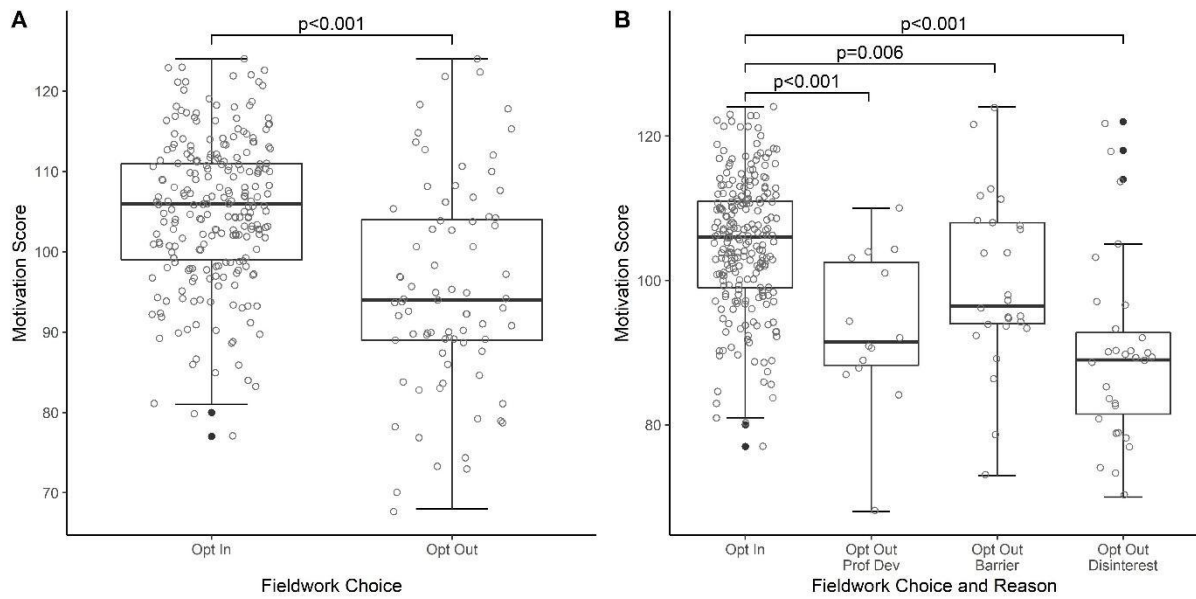 A
p<0.001
Motivation Score
120
110
100
90
80
70
Opt In
Opt Out
Fieldwork Choice
B
p<0.001
p=0.006
p<0.001
Motivation Score
120
100
80
Opt In
Opt Out
Prof Dev
Opt Out
Barrier
Opt Out
Disinterest
Fieldwork Choice and Reason